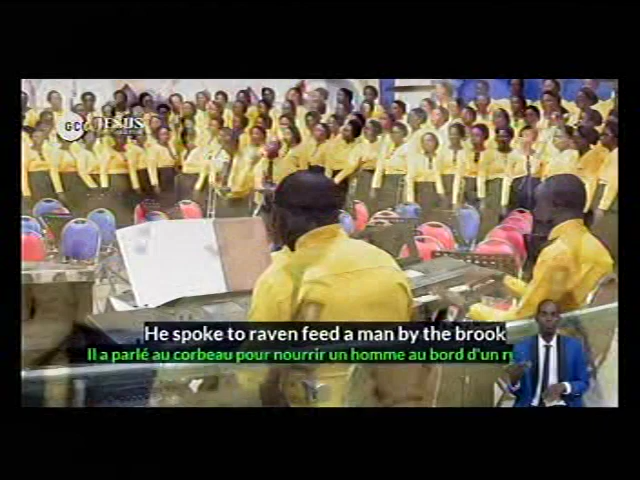 GC
JESUS
He spoke to raven feed a man by the brook
Il a parlé au corbeau pour nourrir un homme au bord d'un r